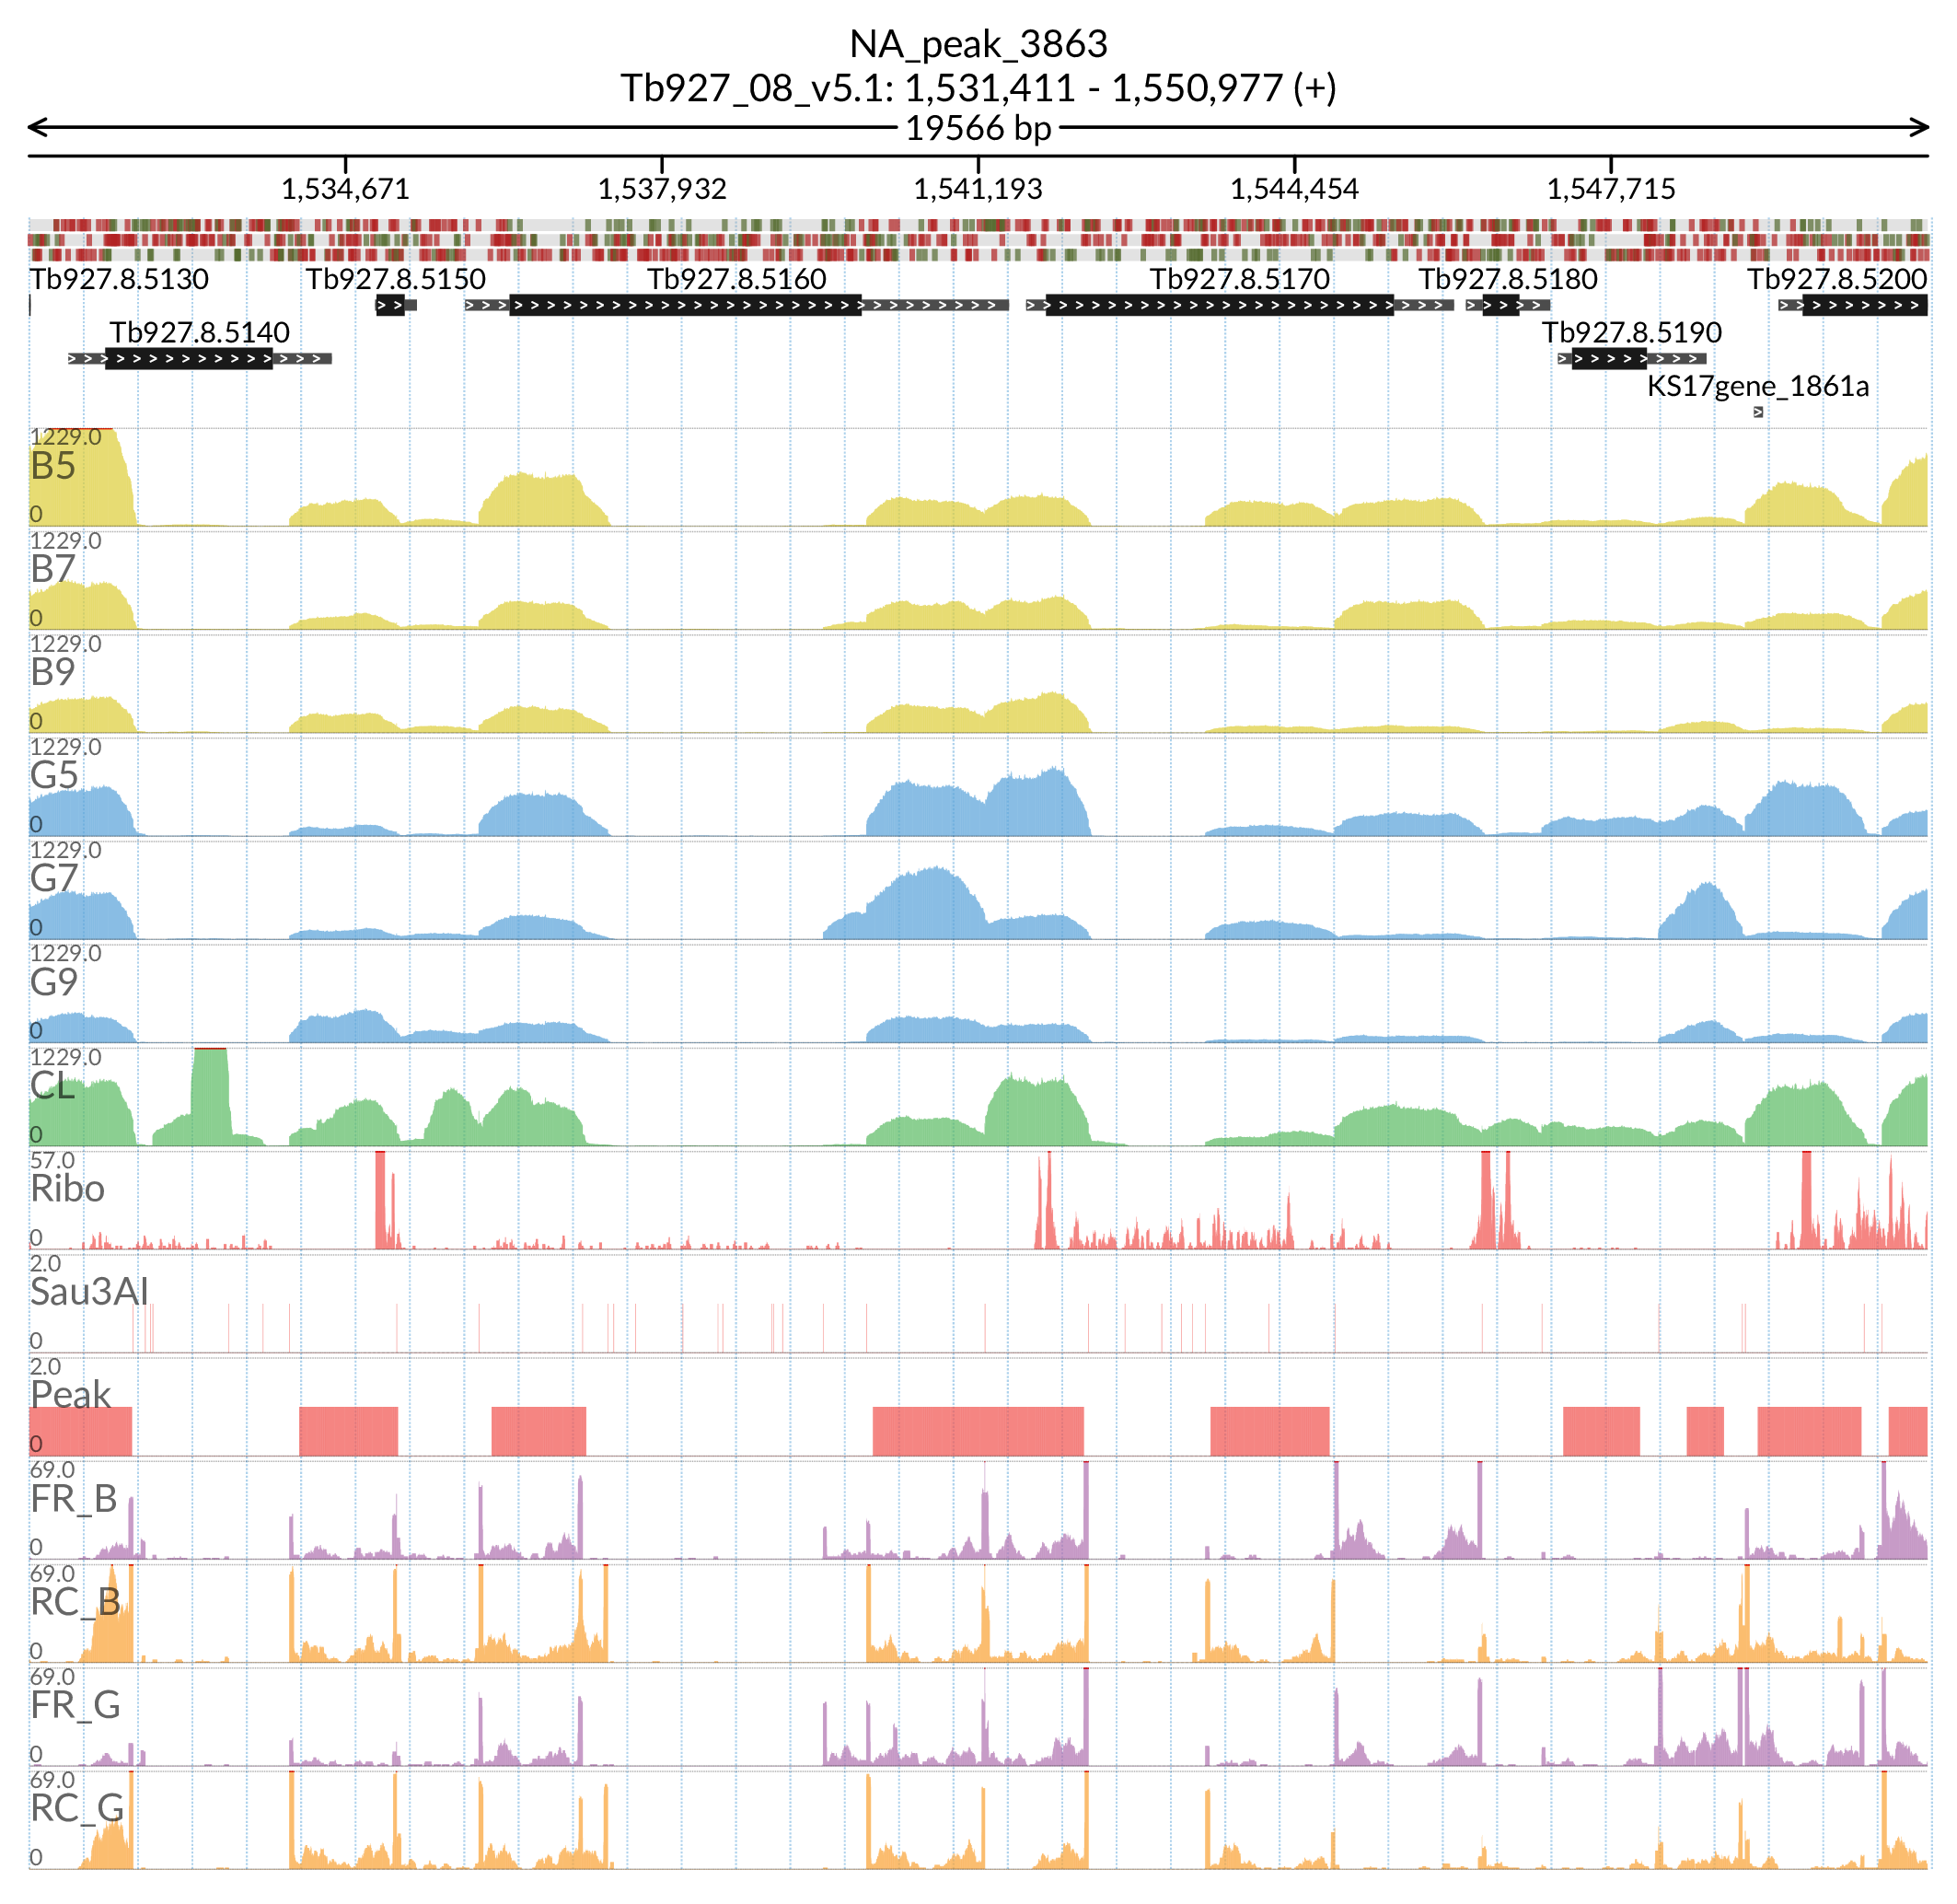 NA_peak_3863
Tb927_08_v5.1: 1,531,411 - 1,550,977 (+)
19566 bp
1,534,671 1,537,932 1,541,193 1,544,454 1,547,715
Tb927.8.5130 Tb927.8.5150 Tb927.8.5160 Tb927.8.5170 Tb927.8.5180 Tb927.8.5200
Tb927.8.5140 Tb927.8.5190
KS17gene_1861a
1229.0
B5
0
1229.0
B7
0
1229.0
B9
0
1229.0
G5
0
1229.0
G7
0
1229.0
G9
0
1229.0
CL
0
57.0
Ribo
0
2.0
Sau3AI
0
2.0
Peak
0
69.0
FR_B
0
69.0
RC_B
0
69.0
FR_G
0
69.0
RC_G
0